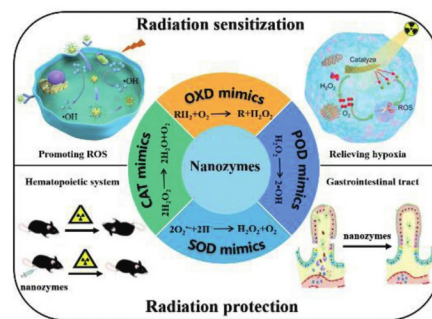 Radiation sensitization
•OH
•OH
Promoting ROS
Catalyze
H₂O₂
O₂
ROS
Relieving hypoxia
OXD mimics
RH₂+O₂ → R+H₂O₂
CAT mimics
2H₂O₂ → 2H₂O+O₂
Nanozymes
POD mimics
H₂O₂ → 2•OH
2O₂•⁻+2H → H₂O₂+O₂
SOD mimics
Hematopoietic system
nanozymes
Gastrointestinal tract
nanozymes
Radiation protection